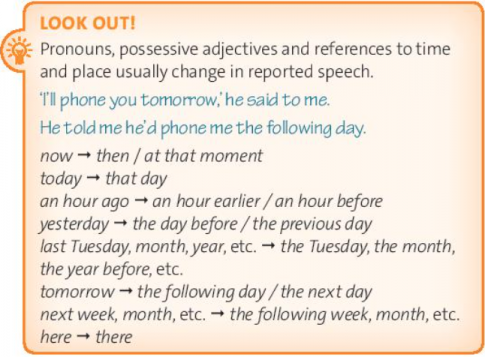 LOOK OUT!
Pronouns, possessive adjectives and references to time
and place usually change in reported speech.
'I'll phone you tomorrow,' he said to me.
He told me he'd phone me the following day.
now → then / at that moment
today → that day
an hour ago → an hour earlier / an hour before
yesterday → the day before / the previous day
last Tuesday, month, year, etc. → the Tuesday, the month,
the year before, etc.
tomorrow → the following day / the next day
next week, month, etc. → the following week, month, etc.
here → there